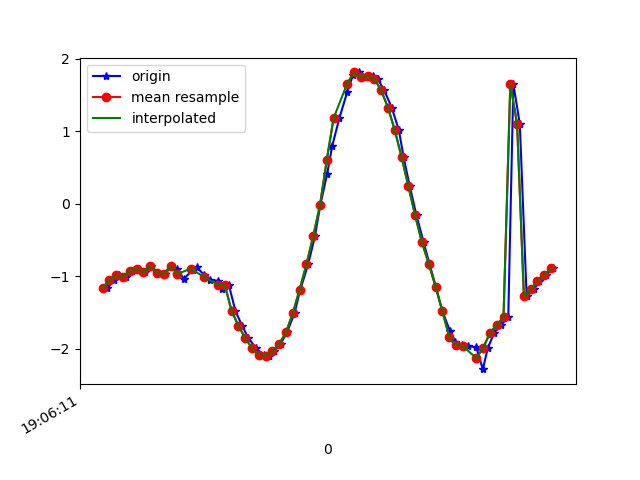 2
1
0
−1
−2
origin
mean resample
interpolated
19:06:11
0